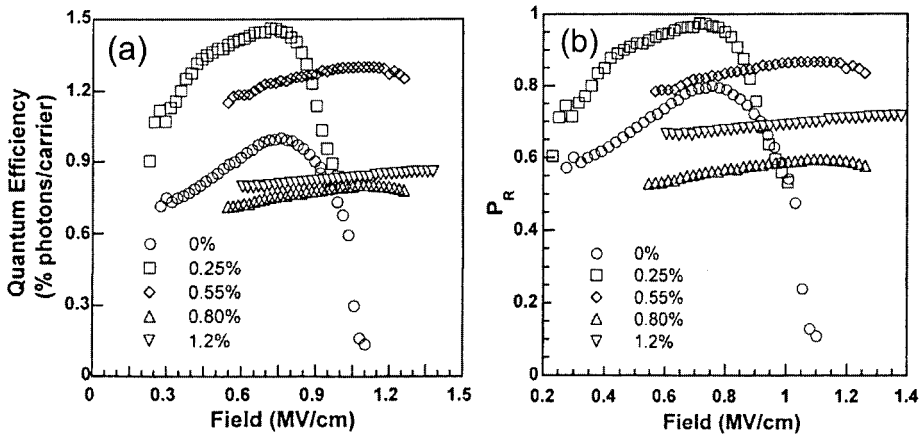 (a)
Quantum Efficiency
(% photons/carrier)
1.5
1.2
0.9
0.6
0.3
0
0%
0.25%
0.55%
0.80%
1.2%
0 0.3 0.6 0.9 1.2 1.5
Field (MV/cm)
(b)
P_R
1
0.8
0.6
0.4
0.2
0
0%
0.25%
0.55%
0.80%
1.2%
0.2 0.4 0.6 0.8 1 1.2 1.4
Field (MV/cm)